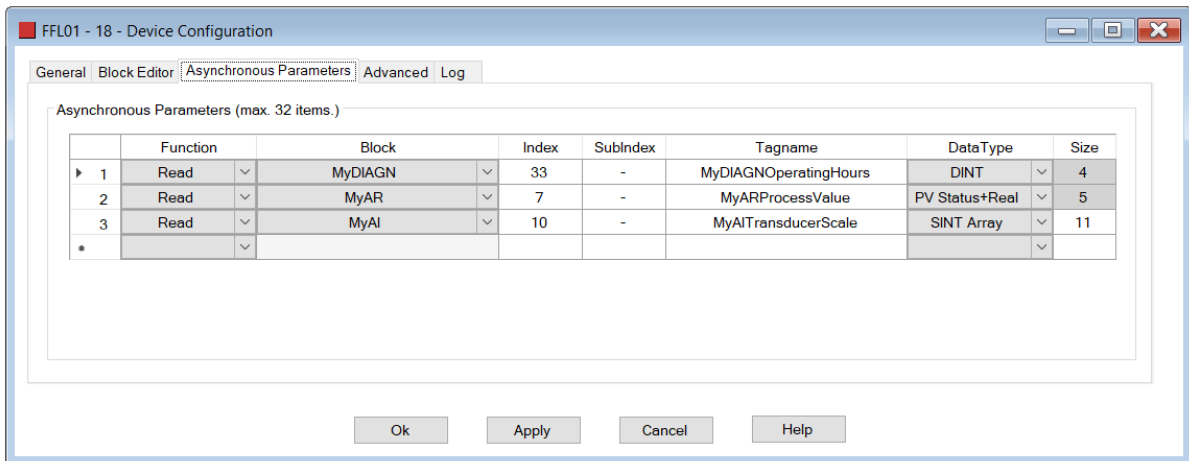 FFL01 - 18 - Device Configuration
General Block Editor Asynchronous Parameters Advanced Log
Asynchronous Parameters (max. 32 items.)
Function Block Index SubIndex Tagname DataType Size
1 Read MyDIAGN 33 - MyDIAGNOperatingHours DINT 4
2 Read MyAR 7 - MyARProcessValue PV Status+Real 5
3 Read MyAI 10 - MyAITransducerScale SINT Array 11
Ok Apply Cancel Help